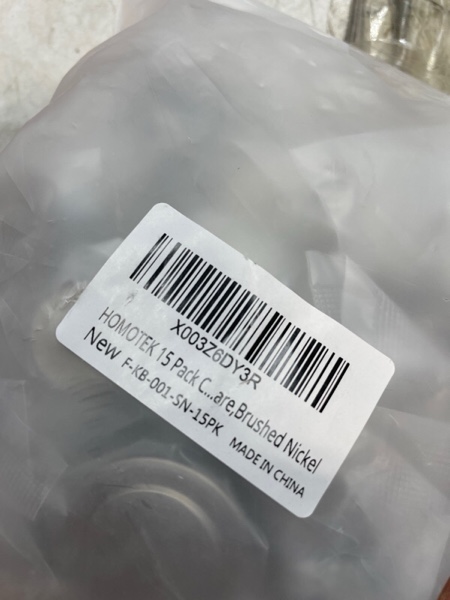 X003Z6DY3R
HOMOTEK 15 Pack C...are,Brushed Nickel
New F-KB-001-SN-15PK MADE IN CHINA